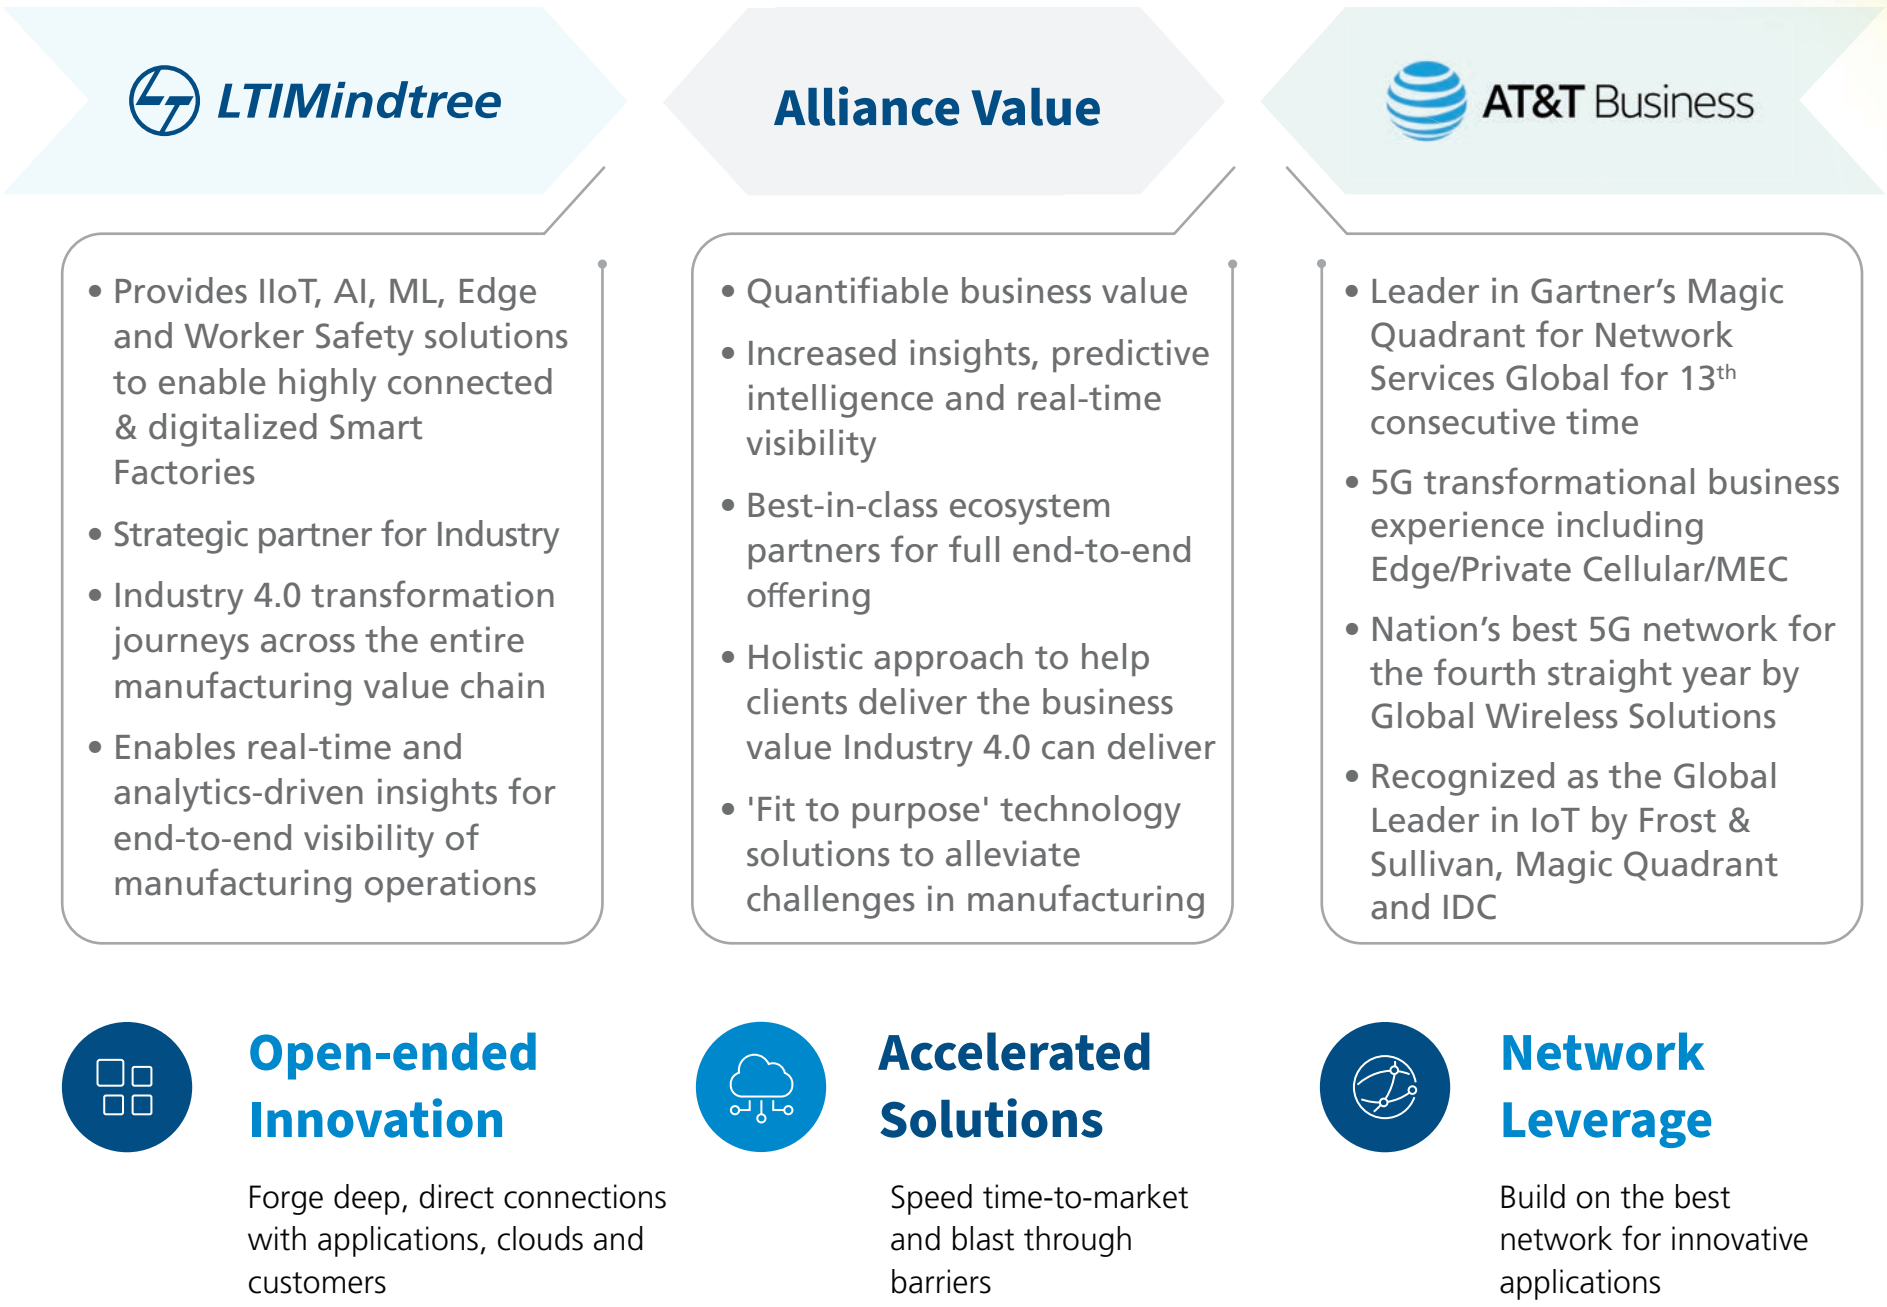 LTIMindtree
Alliance Value
AT&T Business
• Provides IIoT, AI, ML, Edge
and Worker Safety solutions
to enable highly connected
& digitalized Smart
Factories
• Strategic partner for Industry
• Industry 4.0 transformation
journeys across the entire
manufacturing value chain
• Enables real-time and
analytics-driven insights for
end-to-end visibility of
manufacturing operations
• Quantifiable business value
• Increased insights, predictive
intelligence and real-time
visibility
• Best-in-class ecosystem
partners for full end-to-end
offering
• Holistic approach to help
clients deliver the business
value Industry 4.0 can deliver
• 'Fit to purpose' technology
solutions to alleviate
challenges in manufacturing
• Leader in Gartner’s Magic
Quadrant for Network
Services Global for 13th
consecutive time
• 5G transformational business
experience including
Edge/Private Cellular/MEC
• Nation’s best 5G network for
the fourth straight year by
Global Wireless Solutions
• Recognized as the Global
Leader in IoT by Frost &
Sullivan, Magic Quadrant
and IDC
Open-ended
Innovation
Forge deep, direct connections
with applications, clouds and
customers
Accelerated
Solutions
Speed time-to-market
and blast through
barriers
Network
Leverage
Build on the best
network for innovative
applications